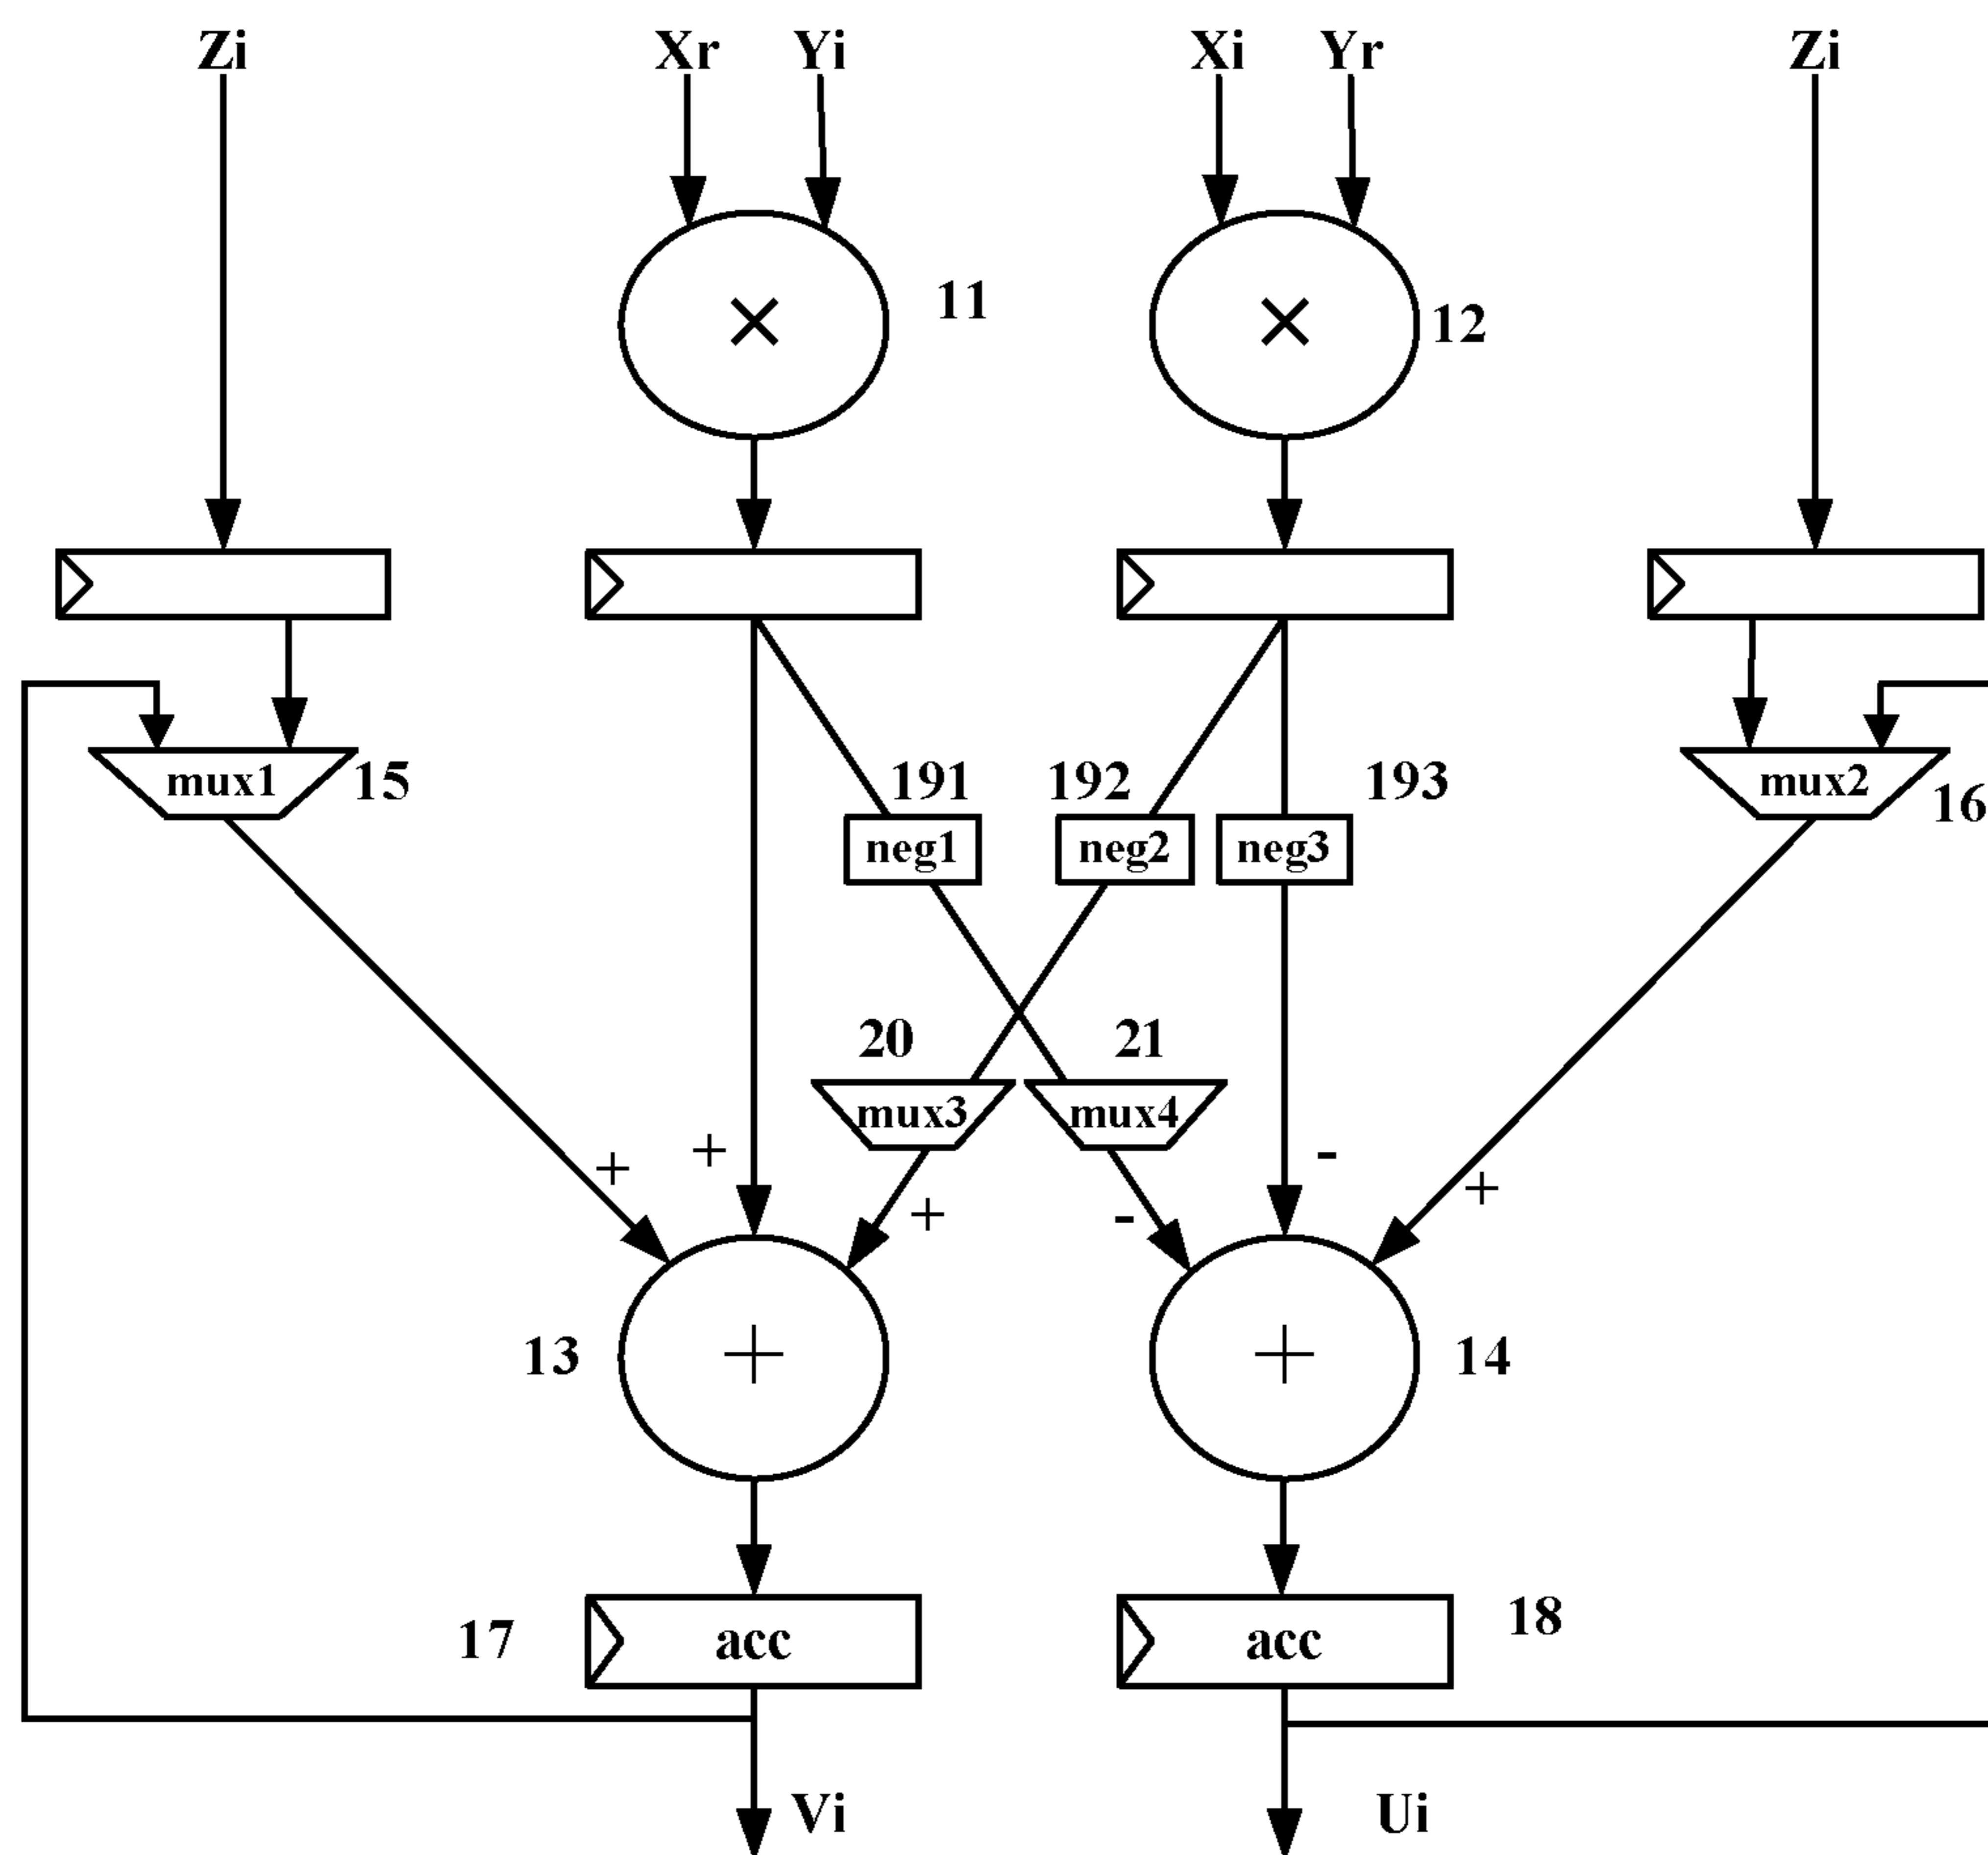 Zi Xr Yi Xi Yr Zi
× 11 × 12
mux1 15 191 192 193 mux2 16
neg1 neg2 neg3
20 21
mux3 mux4
+ + + - - +
13 + + 14
17 acc acc 18
Vi Ui